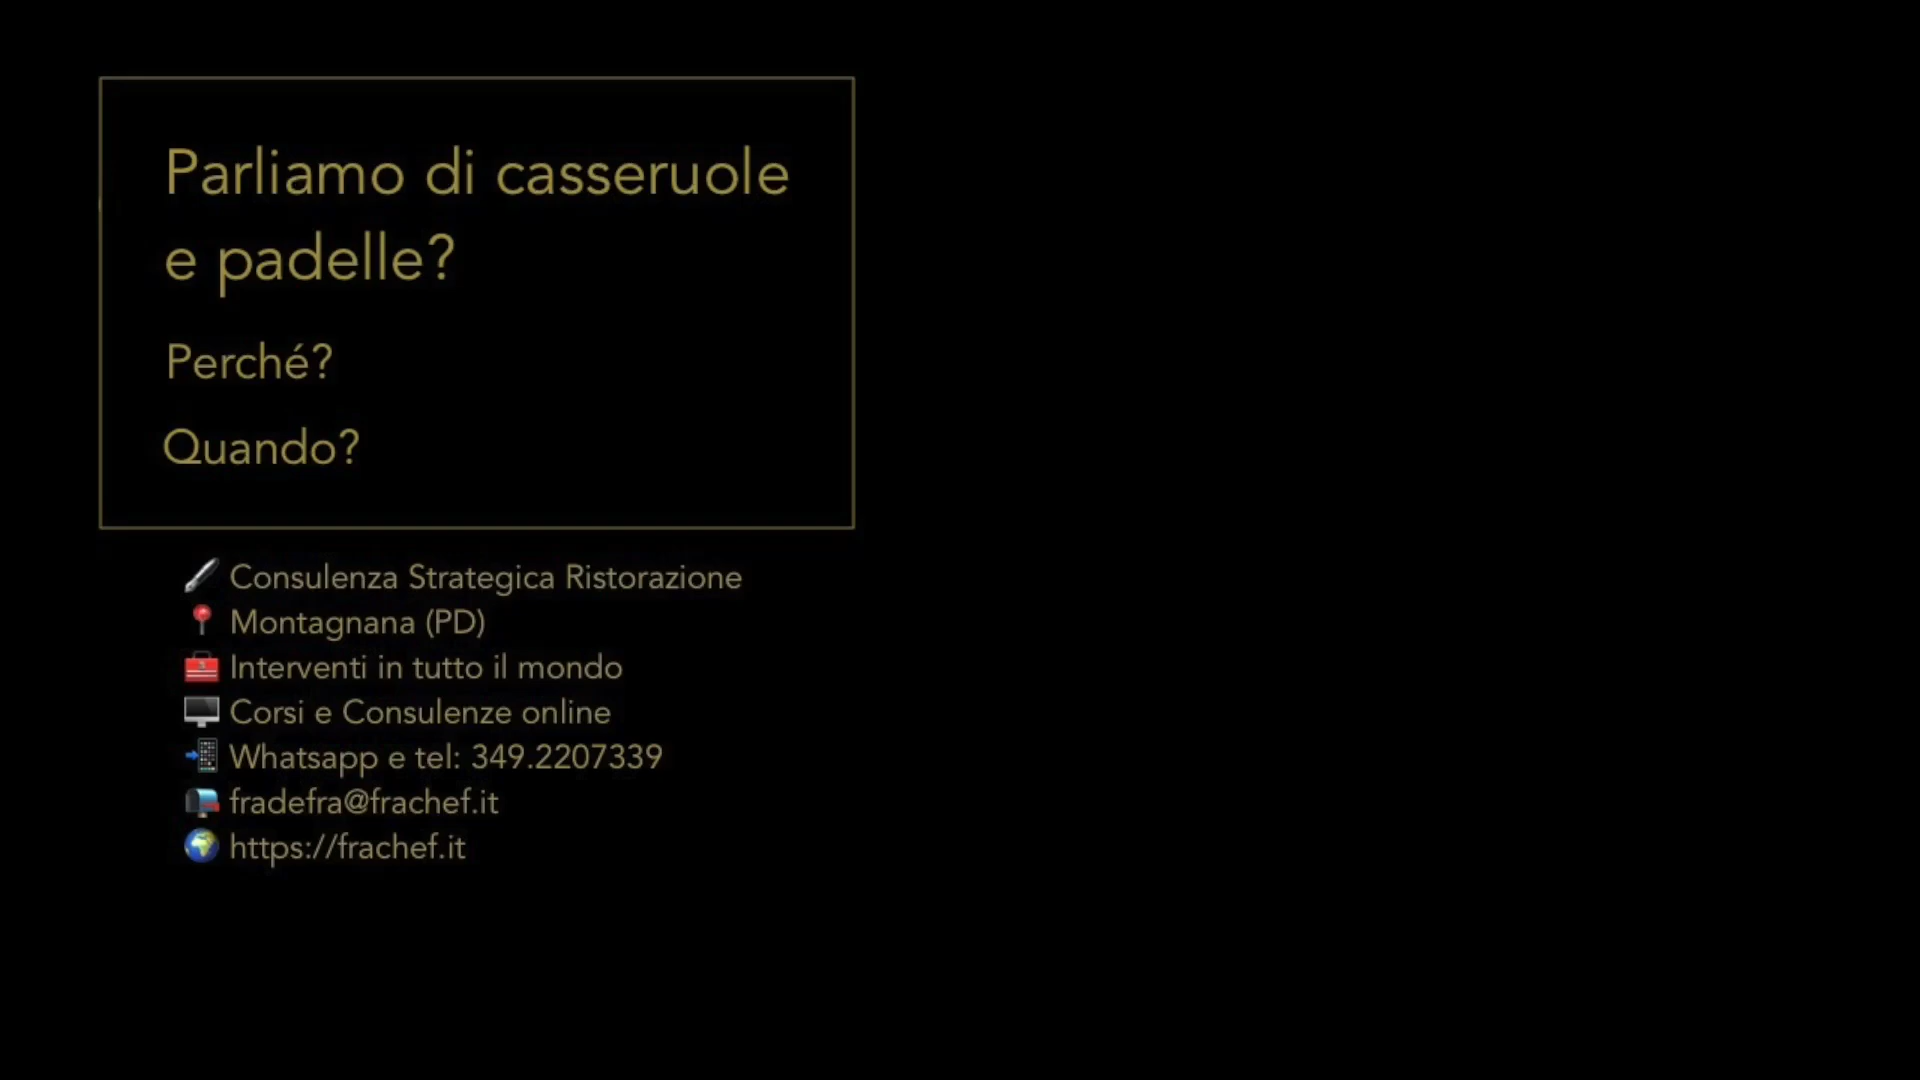 Parliamo di casseruole
e padelle?
Perché?
Quando?
Consulenza Strategica Ristorazione
Montagnana (PD)
Interventi in tutto il mondo
Corsi e Consulenze online
Whatsapp e tel: 349.2207339
fradefra@frachef.it
https://frachef.it